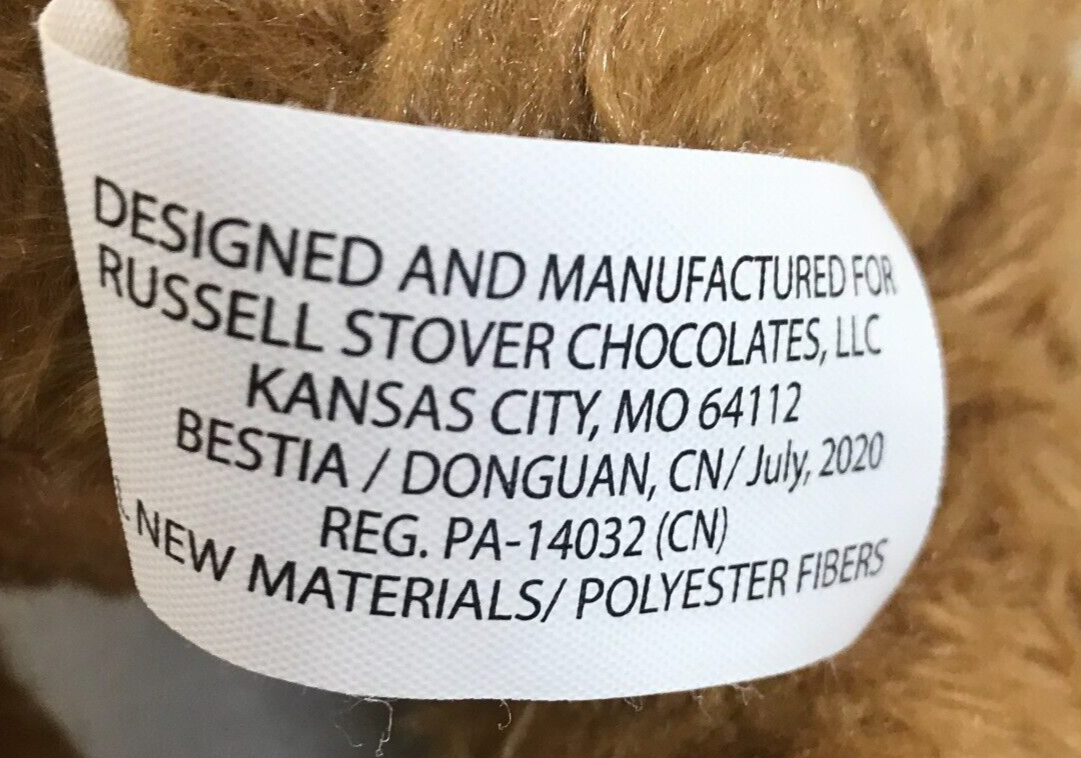 DESIGNED AND MANUFACTURED FOR
RUSSELL STOVER CHOCOLATES, LLC
KANSAS CITY, MO 64112
BESTIA / DONGUAN, CN/ July, 2020
REG. PA-14032 (CN)
NEW MATERIALS/ POLYESTER FIBERS